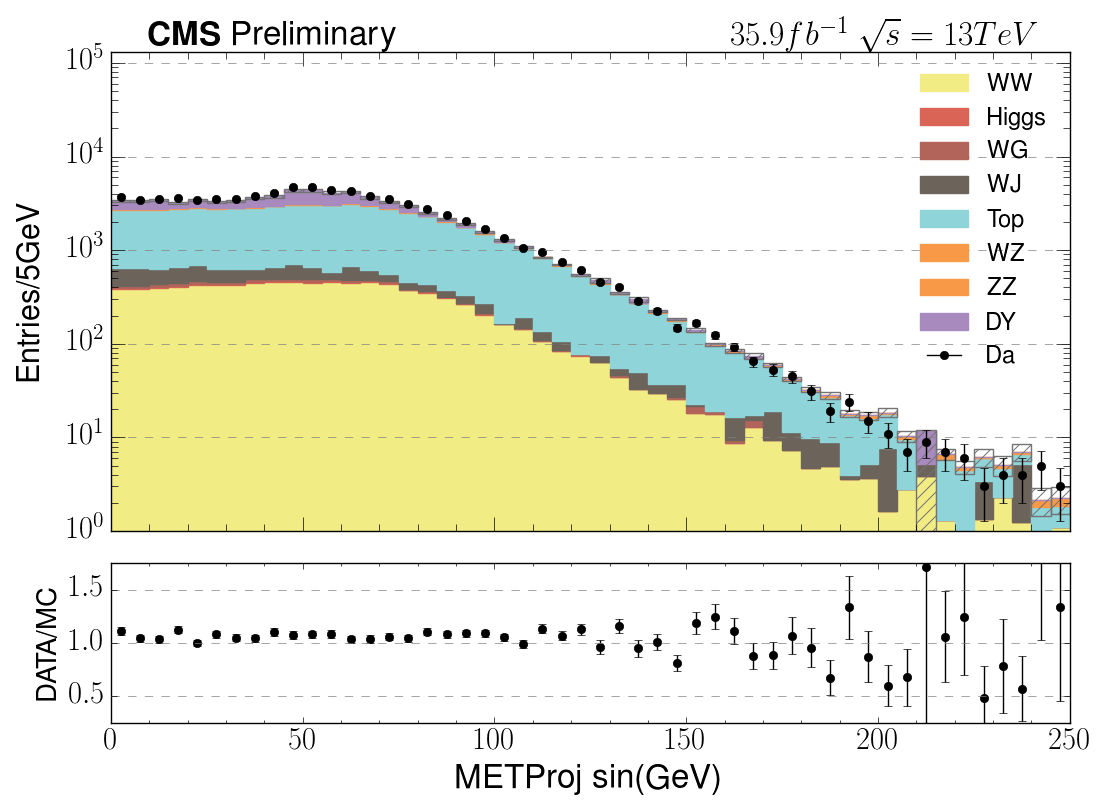 CMS Preliminary 35.9fb⁻¹ √s = 13TeV
10⁵
10⁴
10³
10²
10¹
10⁰
Entries/5GeV
WW
Higgs
WG
WJ
Top
WZ
ZZ
DY
Da
1.5
1.0
0.5
DATA/MC
0 50 100 150 200 250
METProj sin(GeV)